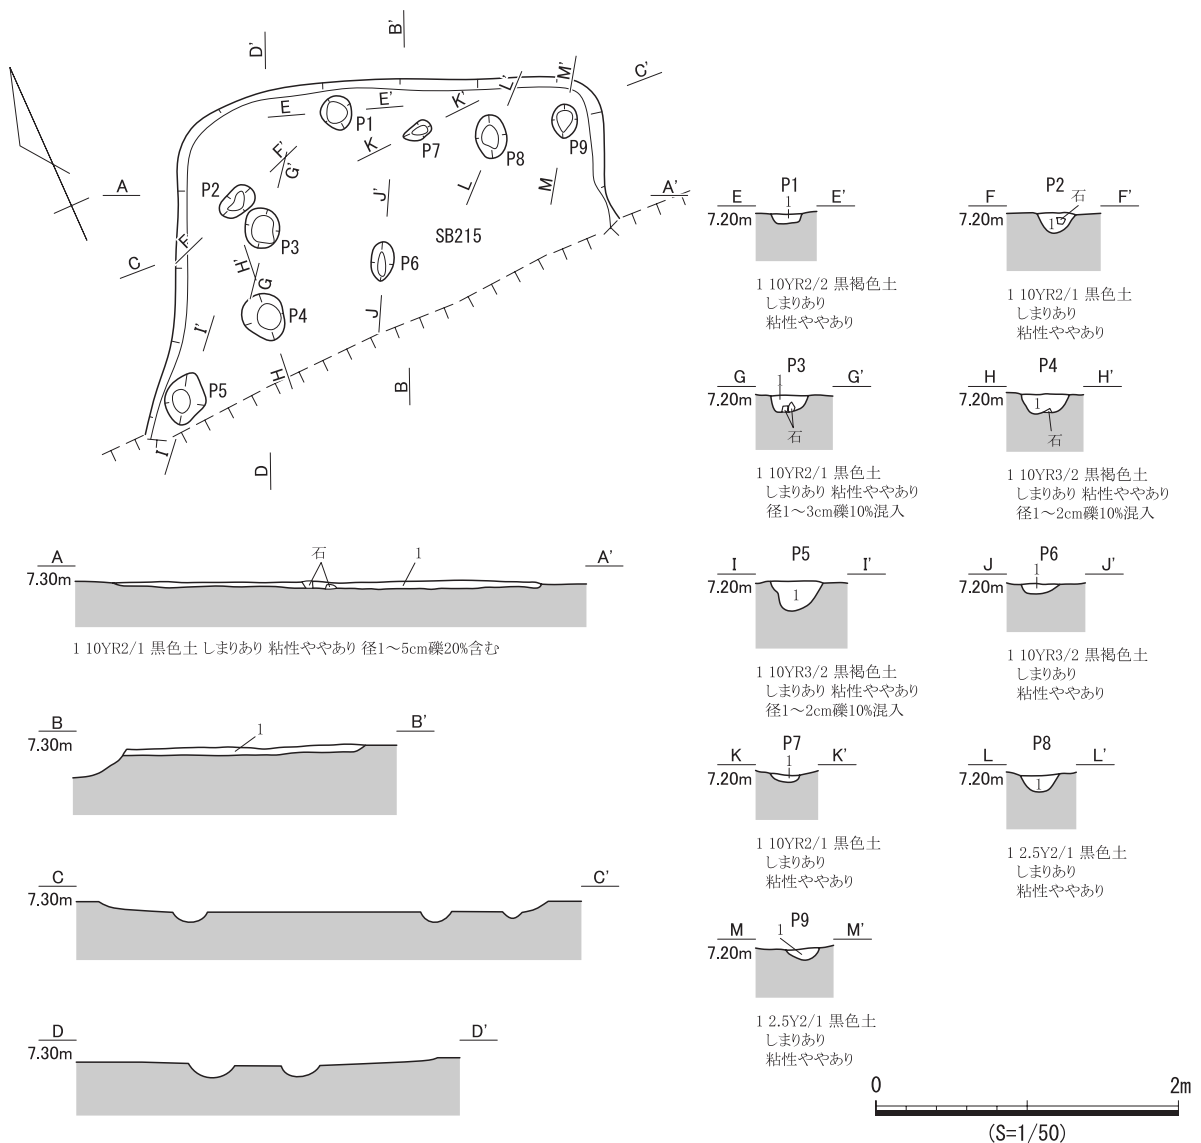 B'
D'
M'
C'
L'
E
E'
K'
P1
P7
P8
P9
K
F'
G'
A
P2
J'
L
M
A'
P3
SB215
F
C
H'
G
P6
P4
I'
J
H
B
P5
I
D
A
石
1
A'
7.30m
1 10YR2/1 黒色土 しまりあり 粘性ややあり 径1～5cm礫20%含む
B
1
B'
7.30m
C
C'
7.30m
D
D'
7.30m
P1
E
1
E'
7.20m
1 10YR2/2 黒褐色土
しまりあり
粘性ややあり
P2
F
石
F'
7.20m
1
1 10YR2/1 黒色土
しまりあり
粘性ややあり
P3
G
1
G'
7.20m
石
1 10YR2/1 黒色土
しまりあり 粘性ややあり
径1～3cm礫10%混入
P4
H
H'
7.20m
1
石
1 10YR3/2 黒褐色土
しまりあり 粘性ややあり
径1～2cm礫10%混入
P5
I
I'
7.20m
1
1 10YR3/2 黒褐色土
しまりあり 粘性ややあり
径1～2cm礫10%混入
P6
J
1
J'
7.20m
1 10YR3/2 黒褐色土
しまりあり
粘性ややあり
P7
K
1
K'
7.20m
1 10YR2/1 黒色土
しまりあり
粘性ややあり
P8
L
L'
7.20m
1
1 2.5Y2/1 黒色土
しまりあり
粘性ややあり
P9
M
1
M'
7.20m
1 2.5Y2/1 黒色土
しまりあり
粘性ややあり
0
2m
(S=1/50)